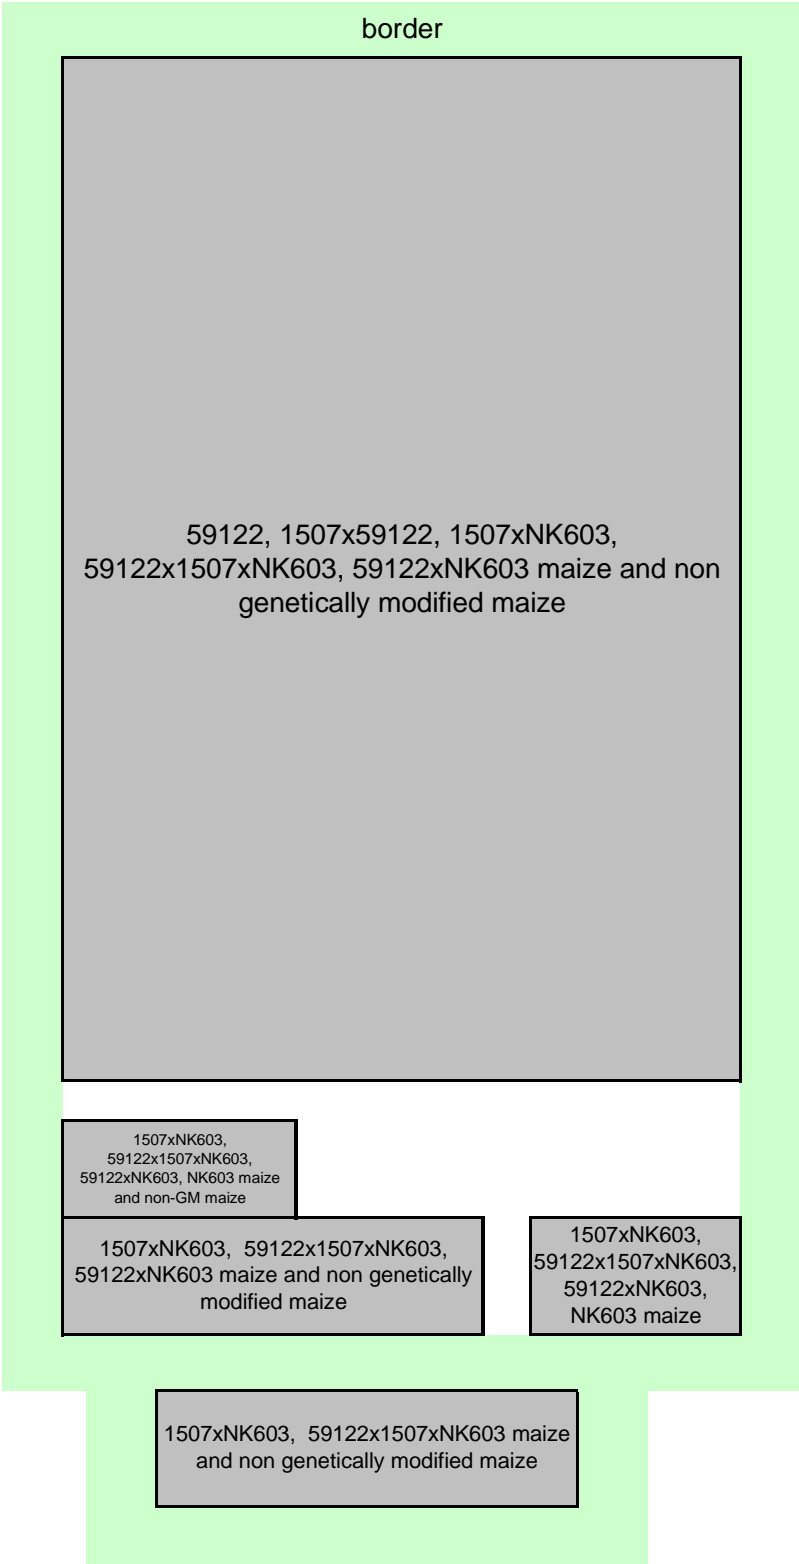 border
59122, 1507x59122, 1507xNK603,
59122x1507xNK603, 59122xNK603 maize and non
genetically modified maize
1507xNK603,
59122x1507xNK603,
59122xNK603, NK603 maize
and non-GM maize
1507xNK603, 59122x1507xNK603,
59122xNK603 maize and non genetically
modified maize
1507xNK603,
59122x1507xNK603,
59122xNK603,
NK603 maize
1507xNK603, 59122x1507xNK603 maize
and non genetically modified maize